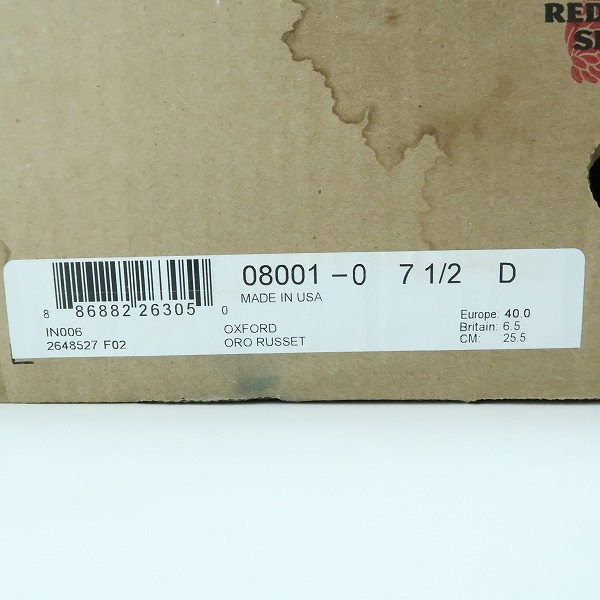 RED
S
08001 -0 7 1/2 D
MADE IN USA
8 86882 26305 0
IN006
2648527 F02
OXFORD
ORO RUSSET
Europe: 40.0
Britain: 6.5
CM: 25.5